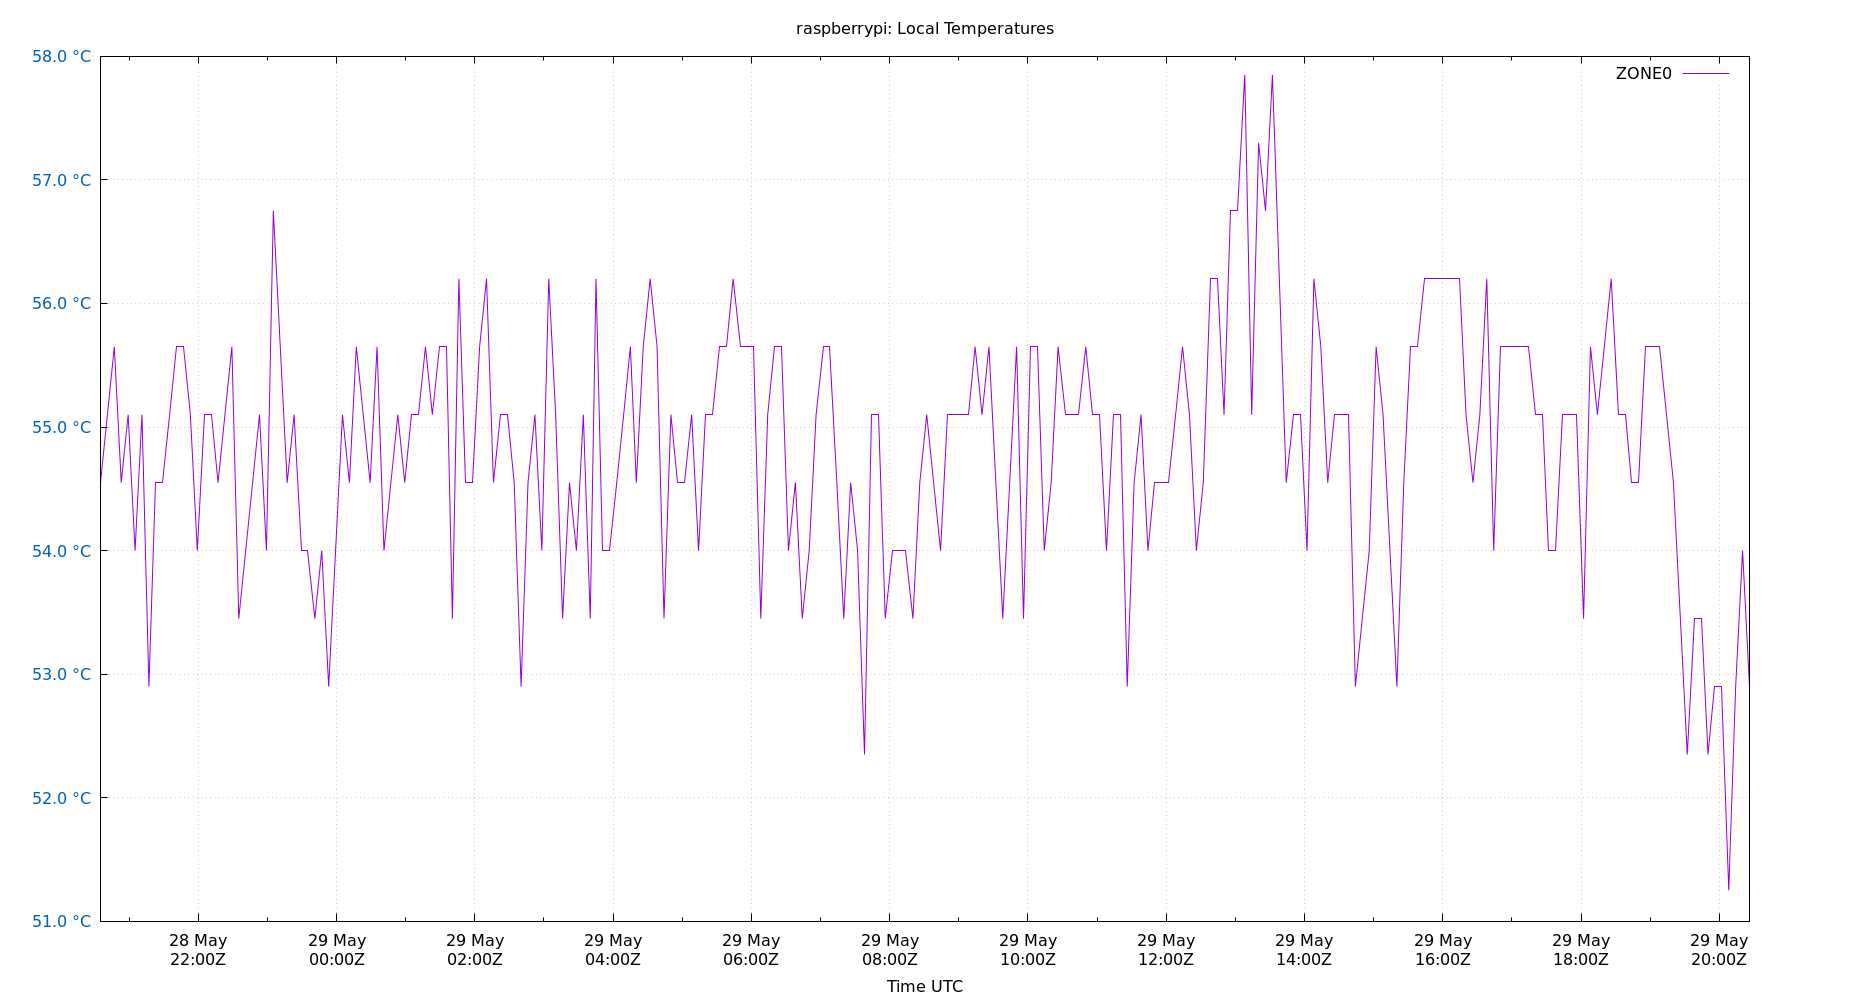 raspberrypi: Local Temperatures
58.0 °C
ZONE0
57.0 °C
56.0 °C
55.0 °C
54.0 °C
53.0 °C
52.0 °C
51.0 °C
28 May 29 May 29 May 29 May 29 May 29 May 29 May 29 May 29 May 29 May 29 May 29 May
22:00Z 00:00Z 02:00Z 04:00Z 06:00Z 08:00Z 10:00Z 12:00Z 14:00Z 16:00Z 18:00Z 20:00Z
Time UTC